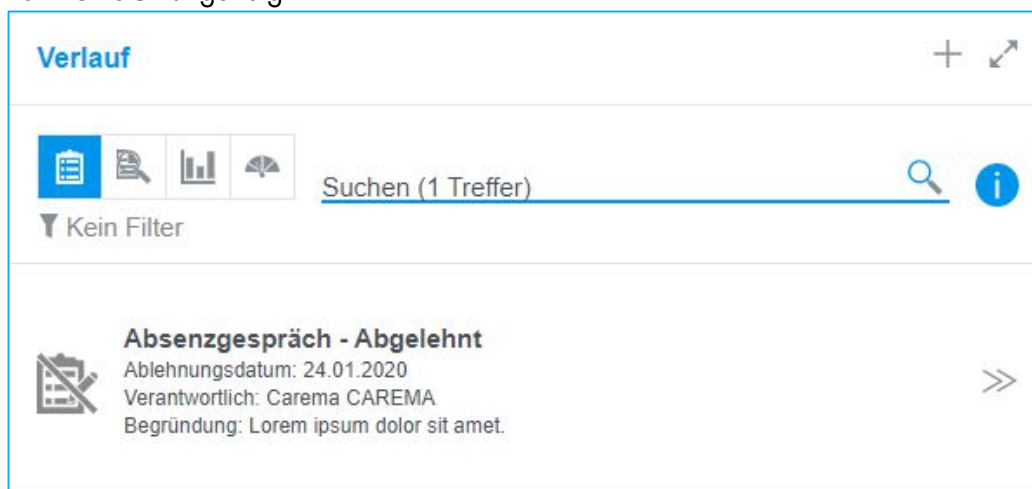 Verlauf
Suchen (1 Treffer)
i
Kein Filter
Absenzgespräch - Abgelehnt
Ablehnungsdatum: 24.01.2020
Verantwortlich: Carema CAREMA
Begründung: Lorem ipsum dolor sit amet.